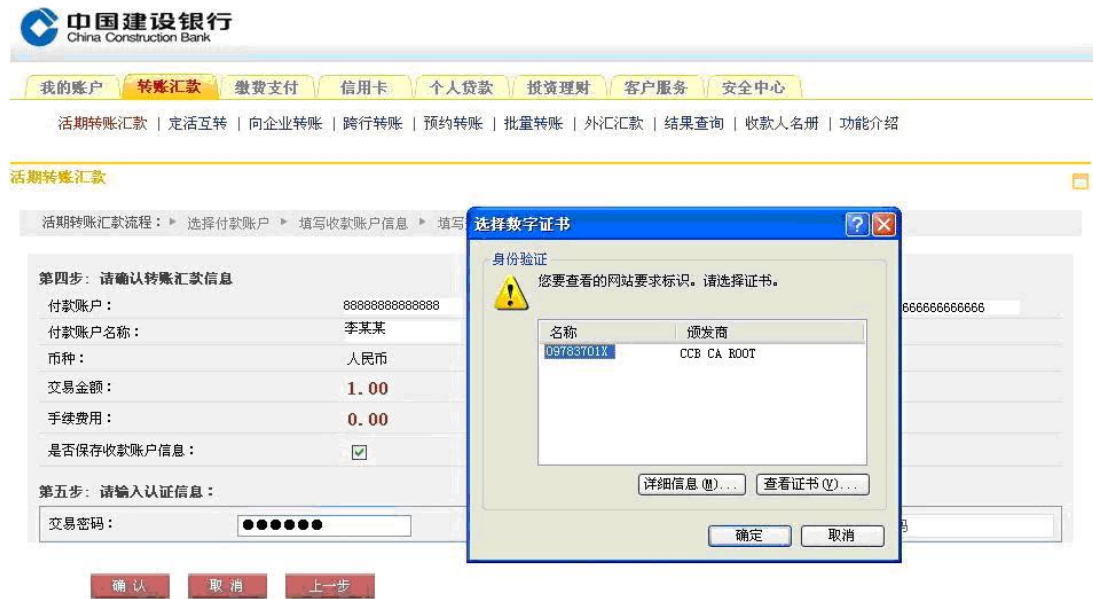 中国建设银行
China Construction Bank
我的账户 转账汇款 缴费支付 信用卡 个人贷款 投资理财 客户服务 安全中心
活期转账汇款 | 定活互转 | 向企业转账 | 跨行转账 | 预约转账 | 批量转账 | 外汇汇款 | 结果查询 | 收款人名册 | 功能介绍
活期转账汇款
活期转账汇款流程： 选择付款账户 填写收款账户信息 填写
第四步：请确认转账汇款信息
付款账户： 88888888888888
666666666666
付款账户名称： 李某某
币种： 人民币
交易金额： 1.00
手续费用： 0.00
是否保存收款账户信息：
第五步：请输入认证信息：
交易密码： ●●●●●●
确 认 取 消 上一步
选择数字证书
身份验证
您要查看的网站要求标识。请选择证书。
名称 颁发商
09783701X CCB CA ROOT
详细信息(M)... 查看证书(V)...
确定 取消